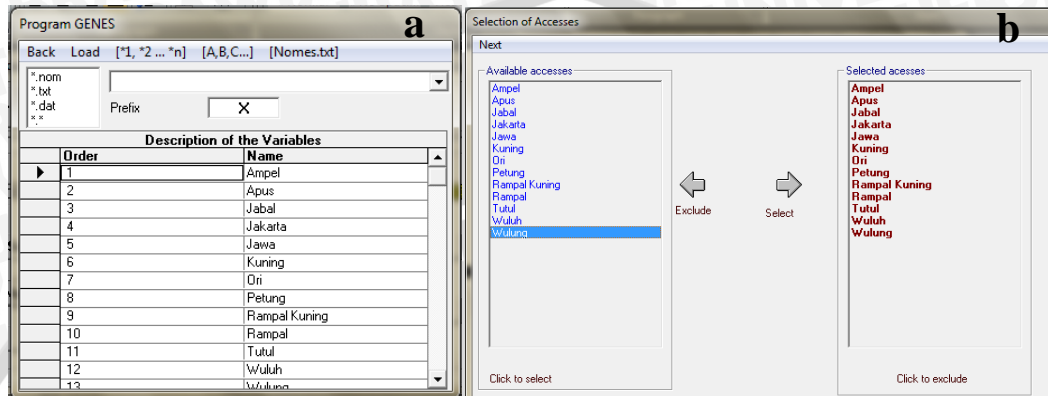 Program GENES
a
Back Load [*1, *2 ... *n] [A,B,C...] [Nomes.txt]
*.nom
*.txt
*.dat
*.*
Prefix X
Description of the Variables
Order Name
1 Ampel
2 Apus
3 Jabal
4 Jakarta
5 Jawa
6 Kuning
7 Ori
8 Petung
9 Rampal Kuning
10 Rampal
11 Tutul
12 Wuluh
13 Wulung
Selection of Accesses
b
Next
Available accesses
Ampel
Apus
Jabal
Jakarta
Jawa
Kuning
Ori
Petung
Rampal Kuning
Rampal
Tutul
Wuluh
Wulung
Click to select
Exclude
Select
Selected acesses
Ampel
Apus
Jabal
Jakarta
Jawa
Kuning
Ori
Petung
Rampal Kuning
Rampal
Tutul
Wuluh
Wulung
Click to exclude